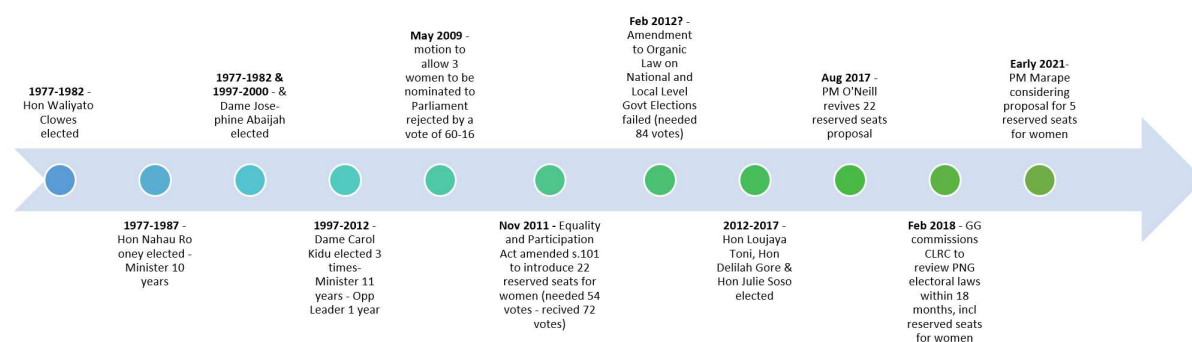 1977-1982 -
Hon Waliyato
Clowes
elected
1977-1987 -
Hon Nahau Ro
oney elected -
Minister 10
years
1977-1982 &
1997-2000 - &
Dame Jose-
phine Abaijah
elected
1997-2012 -
Dame Carol
Kidu elected 3
times-
Minister 11
years - Opp
Leader 1 year
May 2009 -
motion to
allow 3
women to be
nominated to
Parliament
rejected by a
vote of 60-16
Nov 2011 - Equality
and Participation
Act amended s.101
to introduce 22
reserved seats for
women (needed 54
votes - recived 72
votes)
Feb 2012? -
Amendment
to Organic
Law on
National and
Local Level
Govt Elections
failed (needed
84 votes)
2012-2017 -
Hon Loujaya
Toni, Hon
Delilah Gore &
Hon Julie Soso
elected
Aug 2017 -
PM O'Neill
revives 22
reserved seats
proposal
Feb 2018 - GG
commissions
CLRC to
review PNG
electoral laws
within 18
months, incl
reserved seats
for women
Early 2021-
PM Marape
considering
proposal for 5
reserved seats
for women